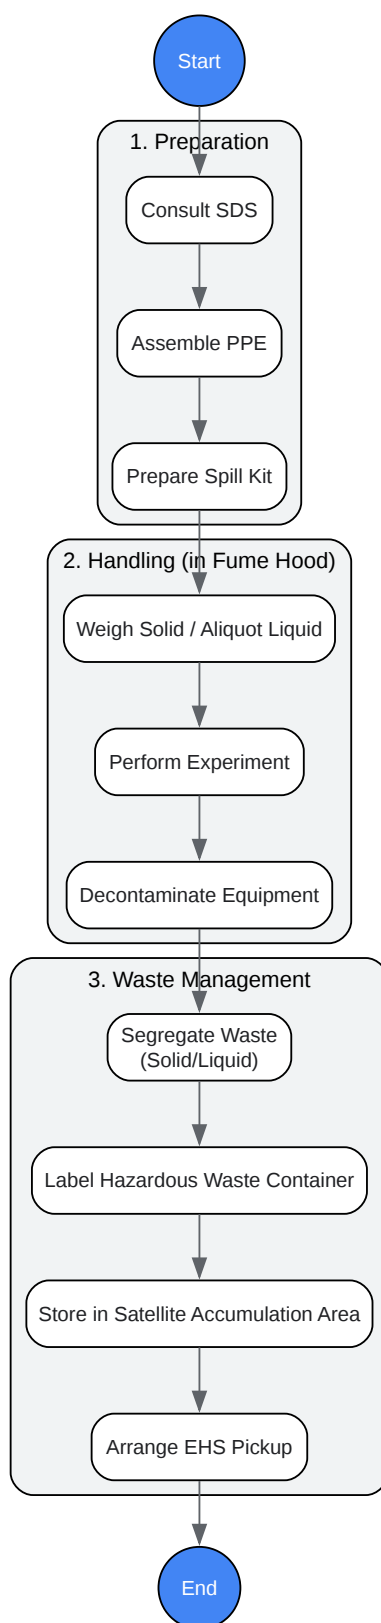 Start
1. Preparation
Consult SDS
Assemble PPE
Prepare Spill Kit
2. Handling (in Fume Hood)
Weigh Solid / Aliquot Liquid
Perform Experiment
Decontaminate Equipment
3. Waste Management
Segregate Waste
(Solid/Liquid)
Label Hazardous Waste Container
Store in Satellite Accumulation Area
Arrange EHS Pickup
End